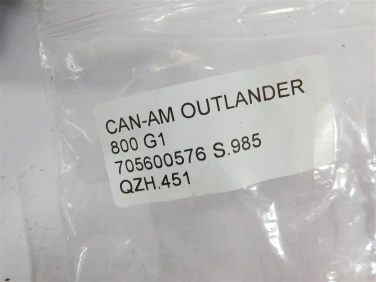 CAN-AM OUTLANDER
800 G1
705600576 S.985
QZH.451